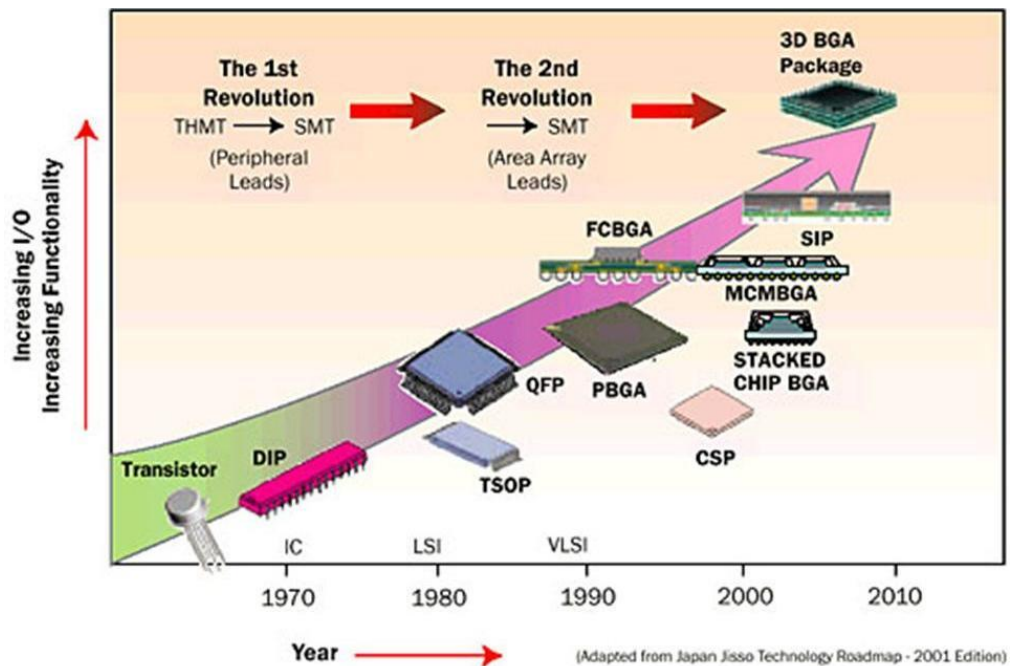 3D BGA
Package
The 1st
Revolution
THMT SMT
(Peripheral
Leads)
The 2nd
Revolution
SMT
(Area Array
Leads)
Increasing I/O
Increasing Functionality
FCBGA
SIP
MCMBGA
STACKED
CHIP BGA
QFP
PBGA
CSP
Transistor
DIP
TSOP
IC LSI VLSI
1970 1980 1990 2000 2010
Year
(Adapted from Japan Jisso Technology Roadmap - 2001 Edition)